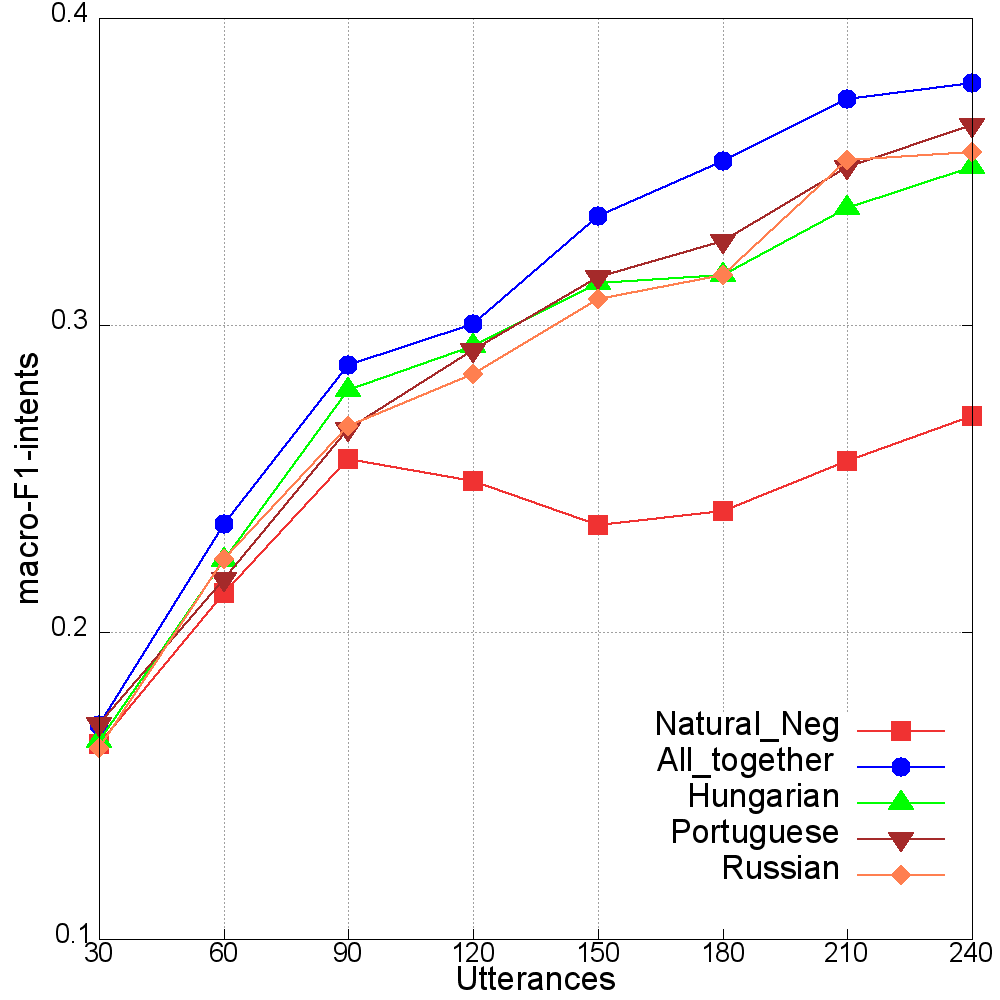 0.4
0.3
0.2
0.1
macro-F1-intents
Natural_Neg
All_together
Hungarian
Portuguese
Russian
30 60 90 120 150 180 210 240
Utterances